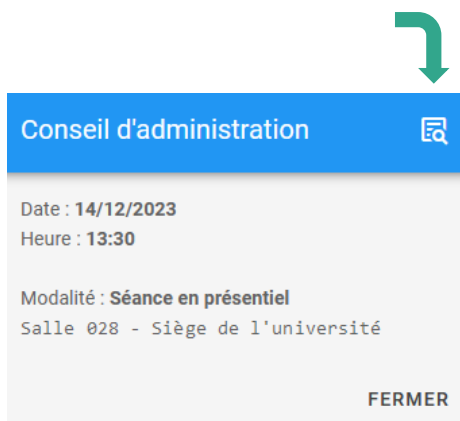 Conseil d'administration
Date : 14/12/2023
Heure : 13:30
Modalité : Séance en présentiel
Salle 028 - Siège de l'université
FERMER